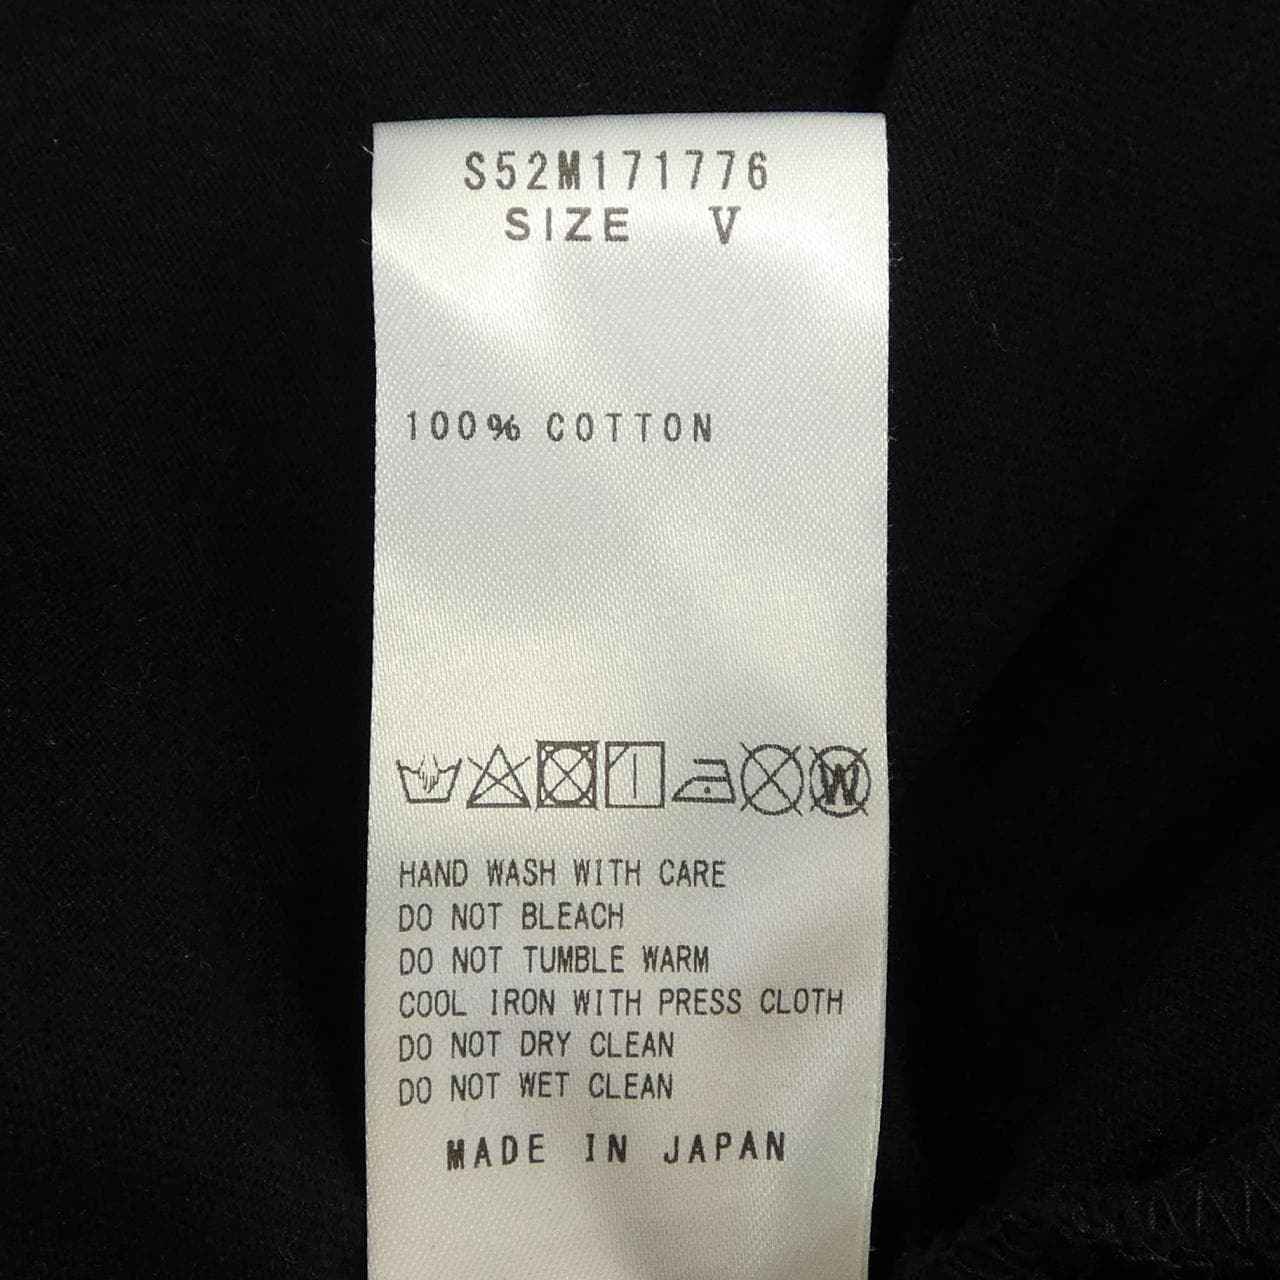 S52M171776
SIZE V
100% COTTON
W
HAND WASH WITH CARE
DO NOT BLEACH
DO NOT TUMBLE WARM
COOL IRON WITH PRESS CLOTH
DO NOT DRY CLEAN
DO NOT WET CLEAN
MADE IN JAPAN